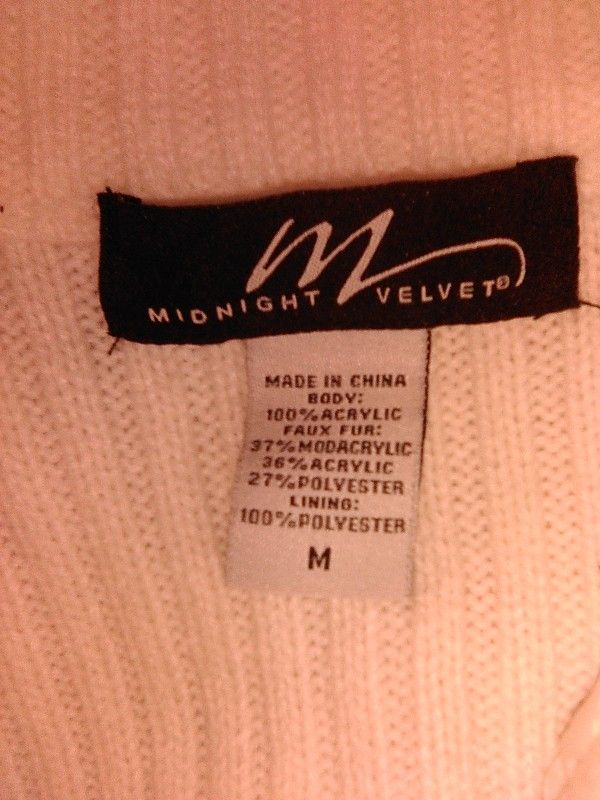 M
MIDNIGHT VELVET®
MADE IN CHINA
BODY:
100%ACRYLIC
FAUX FUR:
37%MODACRYLIC
36%ACRYLIC
27%POLYESTER
LINING:
100%POLYESTER
M